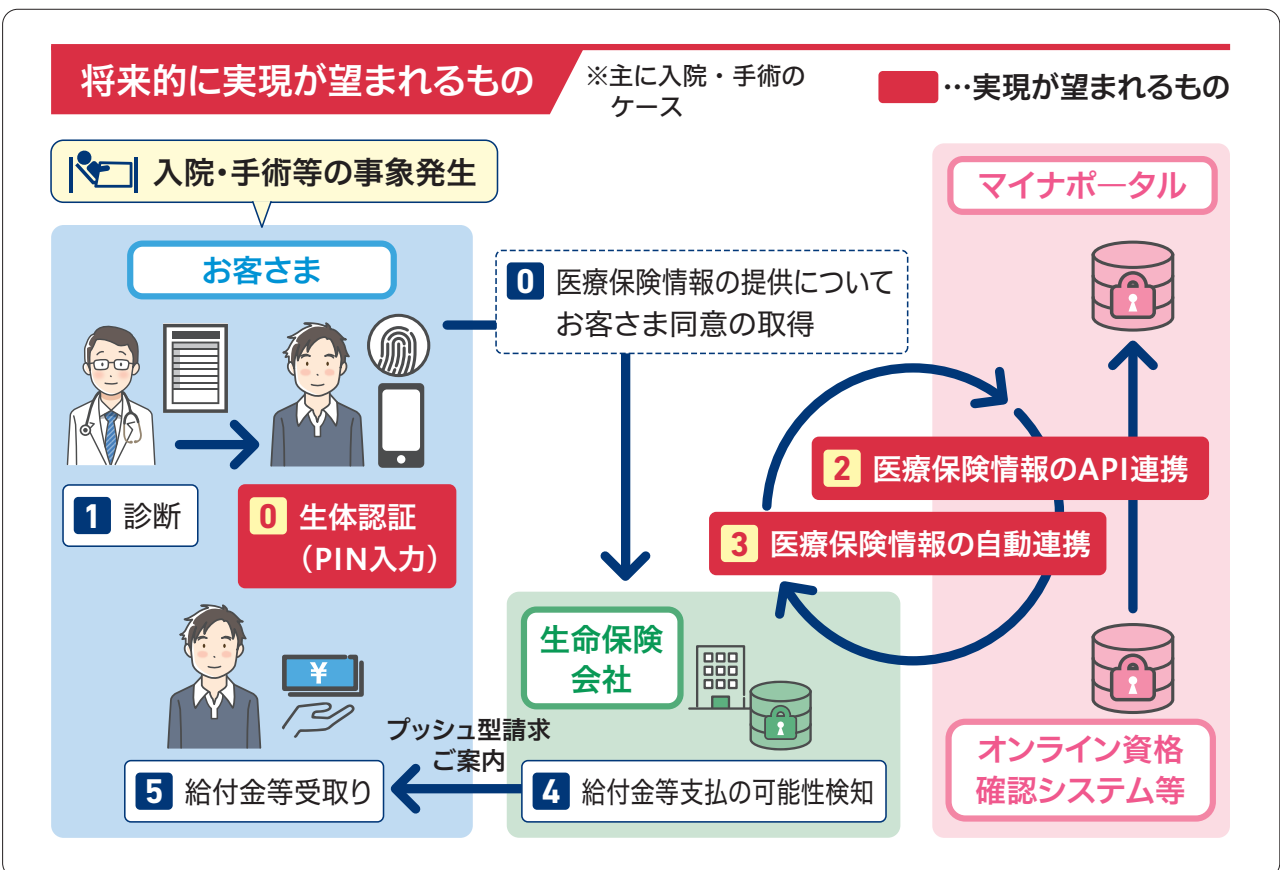 将来的に実現が望まれるもの
※主に入院・手術の
ケース
…実現が望まれるもの
入院・手術等の事象発生
マイナポータル
お客さま
0 医療保険情報の提供について
お客さま同意の取得
2 医療保険情報のAPI連携
1 診断
0 生体認証
（PIN入力）
3 医療保険情報の自動連携
生命保険
会社
¥
プッシュ型請求
ご案内
オンライン資格
確認システム等
5 給付金等受取り
4 給付金等支払の可能性検知